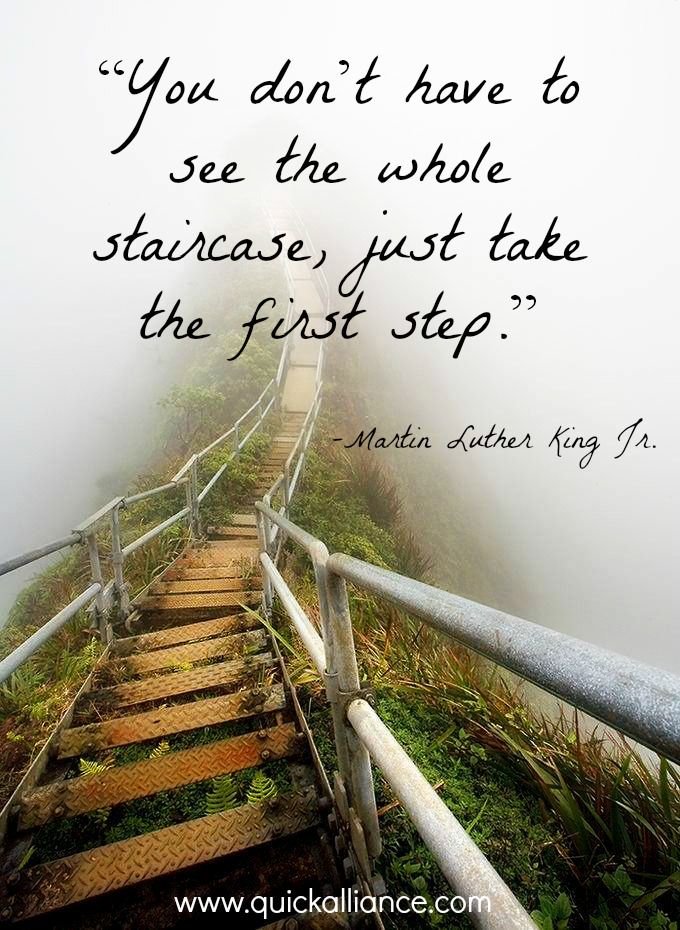 “You don’t have to
see the whole
staircase, just take
the first step.”
-Martin Luther King Jr.
www.quickalliance.com